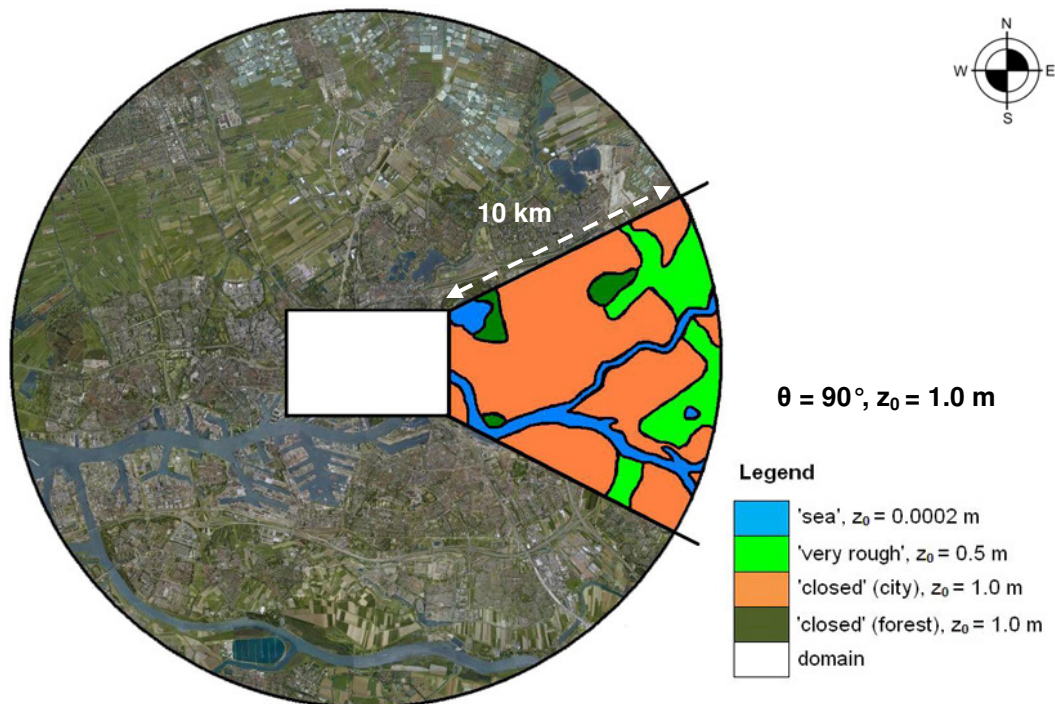 N
W E
S
10 km
θ = 90°, z₀ = 1.0 m
Legend
'sea', z₀ = 0.0002 m
'very rough', z₀ = 0.5 m
'closed' (city), z₀ = 1.0 m
'closed' (forest), z₀ = 1.0 m
domain